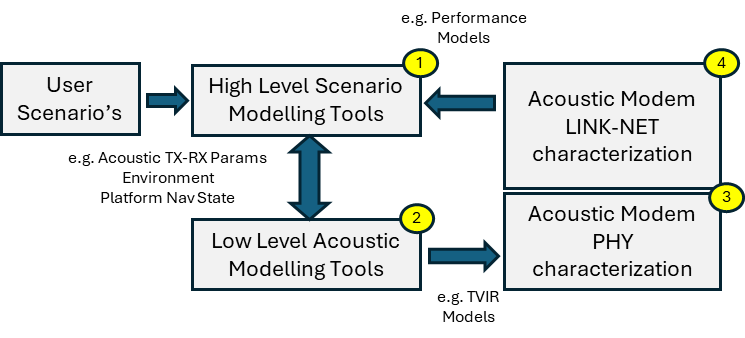 e.g. Performance
Models
1
4
User
Scenario's
High Level Scenario
Modelling Tools
Acoustic Modem
LINK-NET
characterization
e.g. Acoustic TX-RX Params
Environment
Platform Nav State
3
2
Low Level Acoustic
Modelling Tools
Acoustic Modem
PHY
characterization
e.g. TVIR
Models